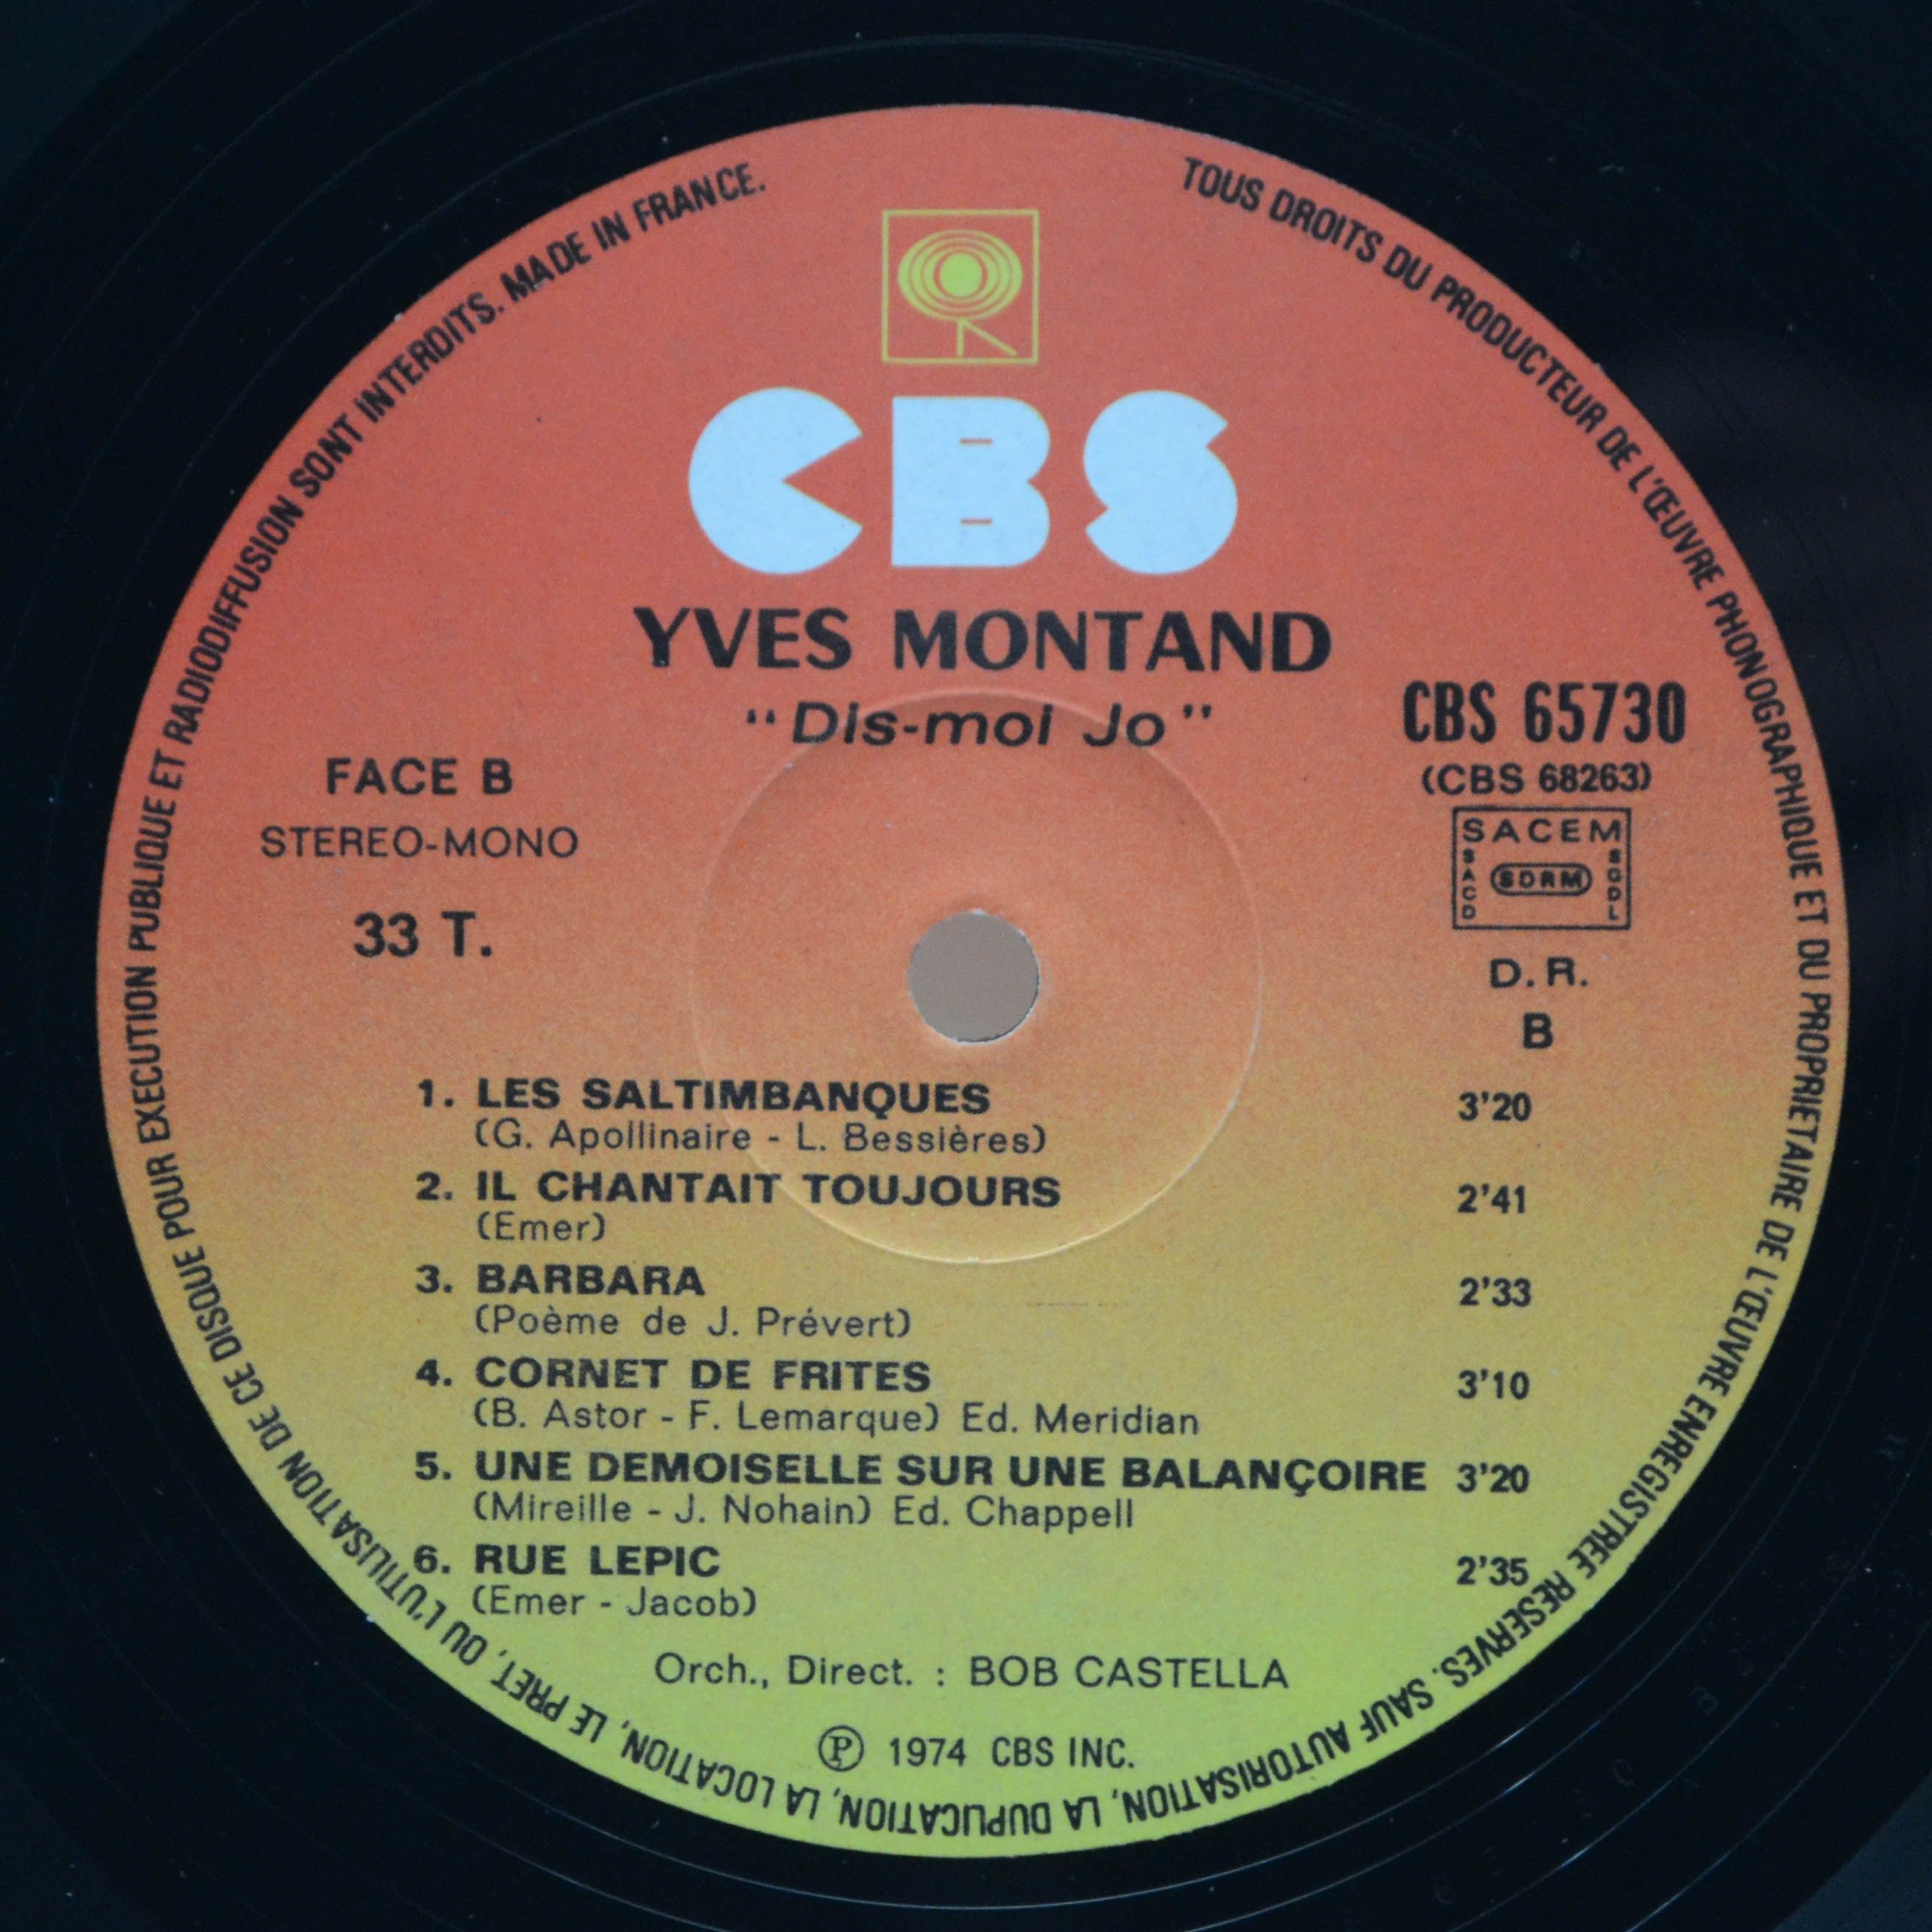 TOUS DROITS DU PRODUCTEUR DE L'ŒUVRE PHONOGRAPHIQUE ET DU PROPRIETAIRE DE L'ŒUVRE ENREGISTREE RESERVES. SAUF AUTORISATION, LA DUPLICATION, LA LOCATION, LE PRET, OU L'UTILISATION DE CE DISQUE POUR EXECUTION PUBLIQUE ET RADIODIFFUSION SONT INTERDITS. MADE IN FRANCE.
CBS
YVES MONTAND
"Dis-moi Jo"
FACE B
STEREO-MONO
33 T.
CBS 65730
(CBS 68263)
SACEM
SACD SDRM SGDL
D.R.
B
1. LES SALTIMBANQUES 3'20
(G. Apollinaire - L. Bessières)
2. IL CHANTAIT TOUJOURS 2'41
(Emer)
3. BARBARA 2'33
(Poème de J. Prévert)
4. CORNET DE FRITES 3'10
(B. Astor - F. Lemarque) Ed. Meridian
5. UNE DEMOISELLE SUR UNE BALANÇOIRE 3'20
(Mireille - J. Nohain) Ed. Chappell
6. RUE LEPIC 2'35
(Emer - Jacob)
Orch., Direct. : BOB CASTELLA
Ⓟ 1974 CBS INC.